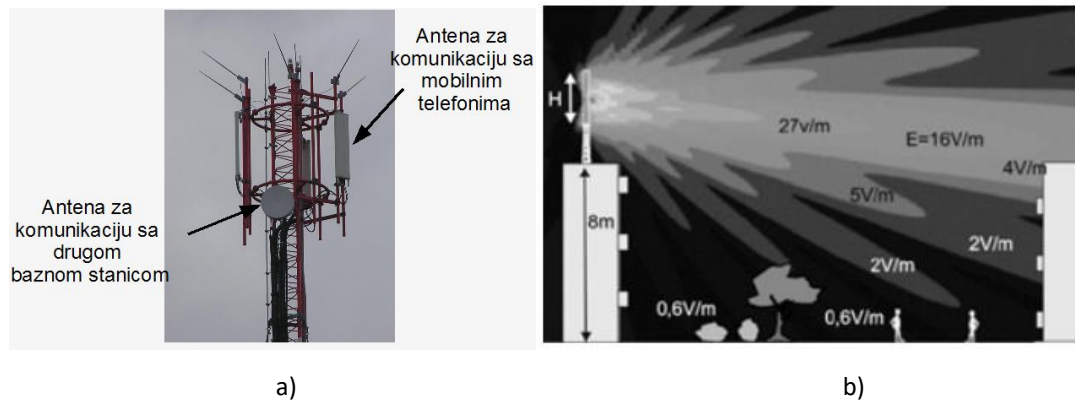 Antena za
komunikaciju sa
mobilnim
telefonima
Antena za
komunikaciju sa
drugom
baznom stanicom
a)
H
27v/m
E=16V/m
4V/m
5V/m
8m
2V/m
2V/m
0,6V/m
0,6V/m
b)